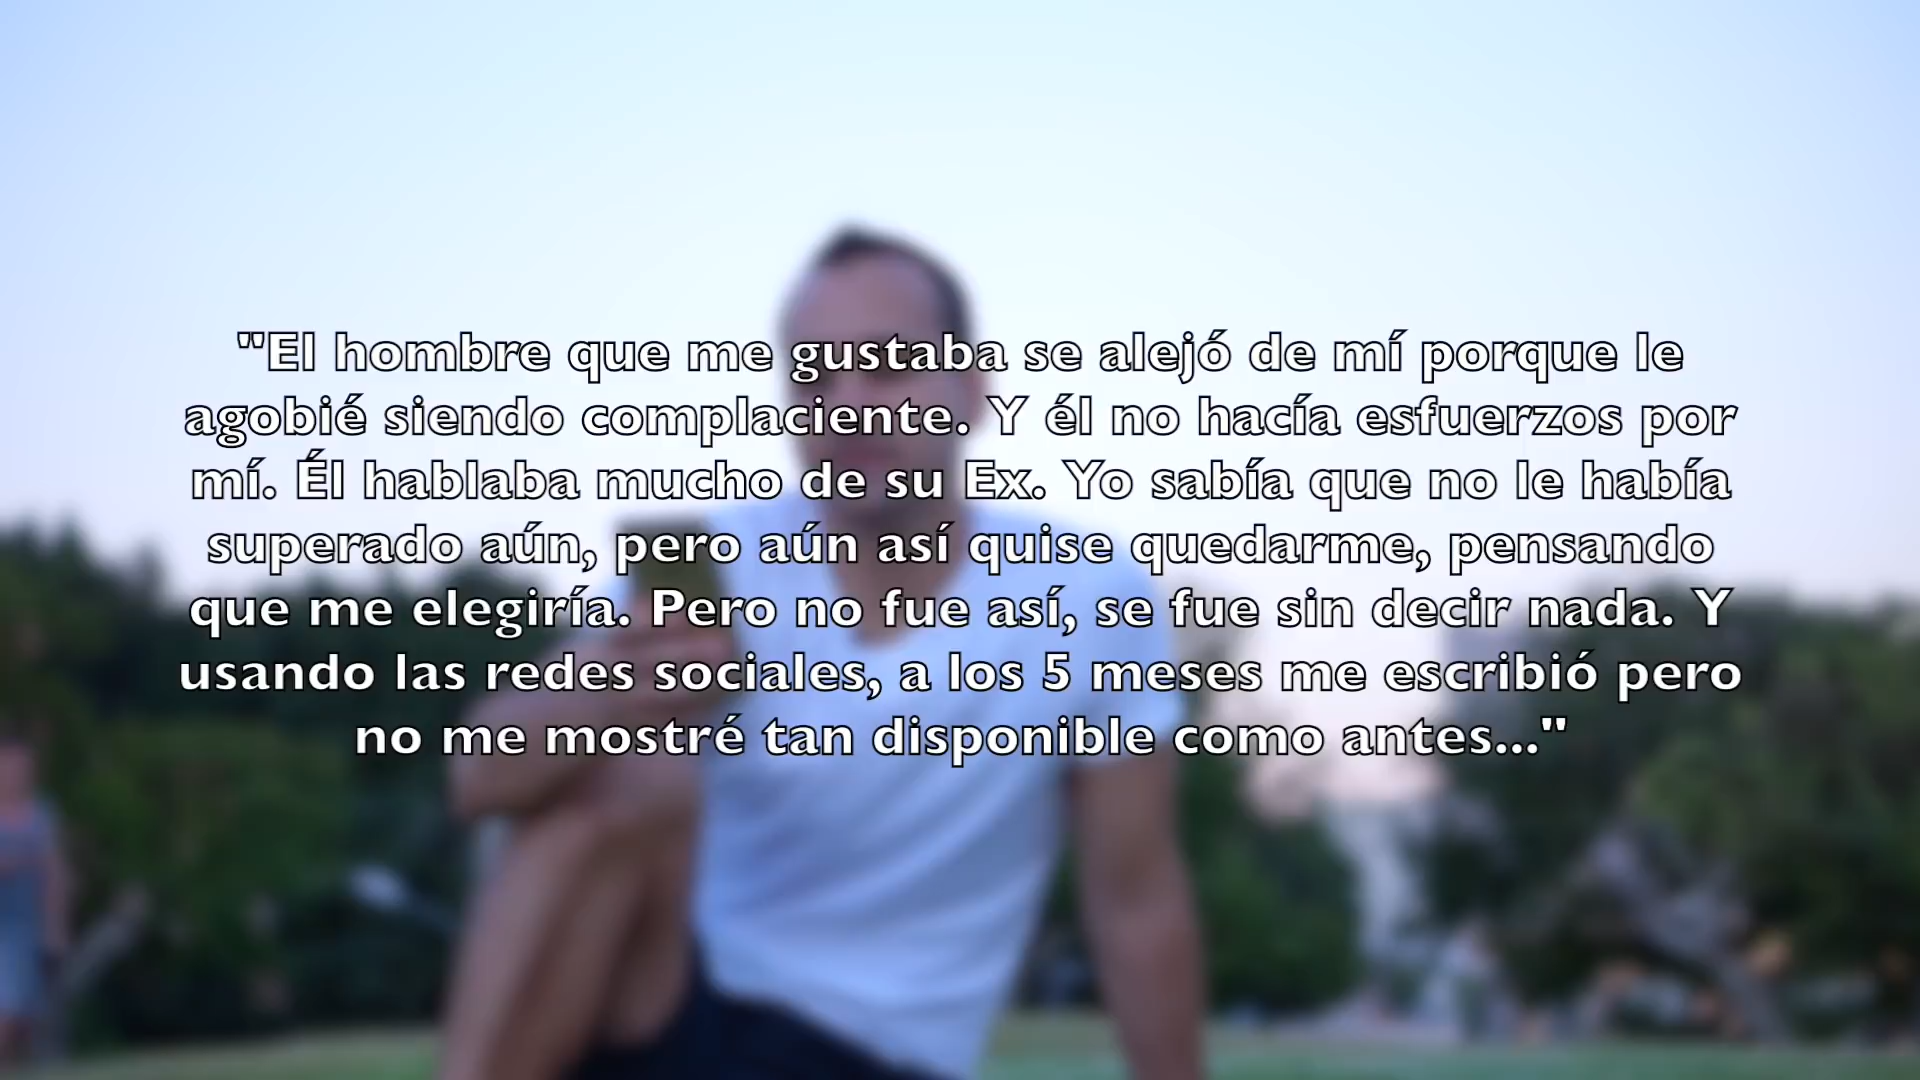 "El hombre que me gustaba se alejó de mí porque le
agobié siendo complaciente. Y él no hacía esfuerzos por
mí. Él hablaba mucho de su Ex. Yo sabía que no le había
superado aún, pero aún así quise quedarme, pensando
que me elegiría. Pero no fue así, se fue sin decir nada. Y
usando las redes sociales, a los 5 meses me escribió pero
no me mostré tan disponible como antes..."